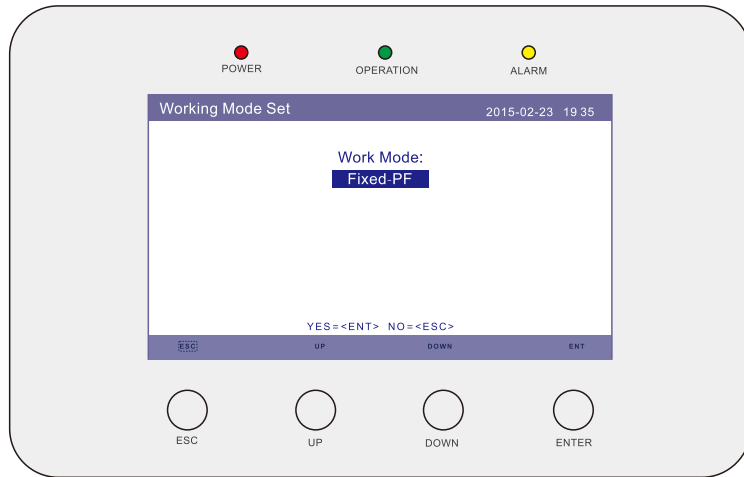 POWER OPERATION ALARM
Working Mode Set 2015-02-23 19 35
Work Mode:
Fixed-PF
YES=<ENT> NO=<ESC>
ESC UP DOWN ENT
ESC UP DOWN ENTER